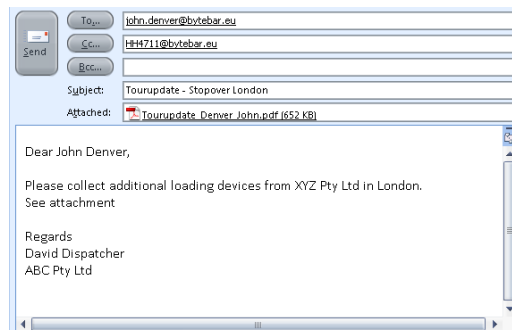 To... john.denver@bytebar.eu
Send
Cc... HH4711@bytebar.eu
Bcc...
Subject: Tourupdate - Stopover London
Attached: Tourupdate_Denver_John.pdf (652 KB)
Dear John Denver,
Please collect additional loading devices from XYZ Pty Ltd in London.
See attachment
Regards
David Dispatcher
ABC Pty Ltd